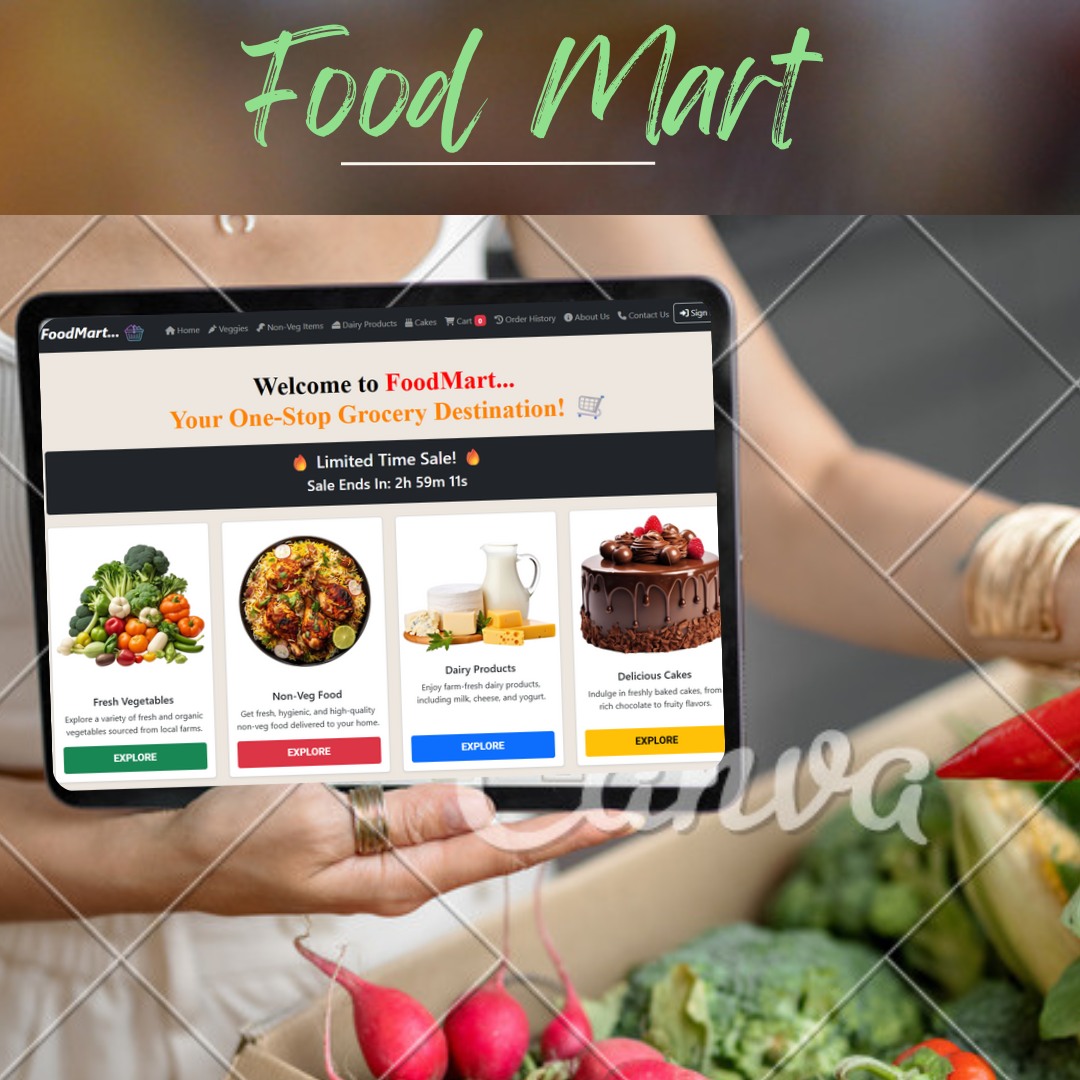 Food Mart
FoodMart...
Home Veggies Non-Veg Items Dairy Products Cakes Cart 0 Order History About Us Contact Us Sign
Welcome to FoodMart...
Your One-Stop Grocery Destination!
Limited Time Sale!
Sale Ends In: 2h 59m 11s
Fresh Vegetables
Explore a variety of fresh and organic
vegetables sourced from local farms.
EXPLORE
Non-Veg Food
Get fresh, hygienic, and high-quality
non-veg food delivered to your home.
EXPLORE
Dairy Products
Enjoy farm-fresh dairy products,
including milk, cheese, and yogurt.
EXPLORE
Delicious Cakes
Indulge in freshly baked cakes, from
rich chocolate to fruity flavors.
EXPLORE
Canva